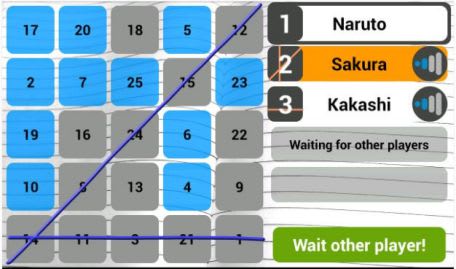 17 20 18 5 12
2 7 25 15 23
19 16 24 6 22
10 8 13 4 9
14 11 3 21 1
1 Naruto
2 Sakura
3 Kakashi
Waiting for other players
Wait other player!